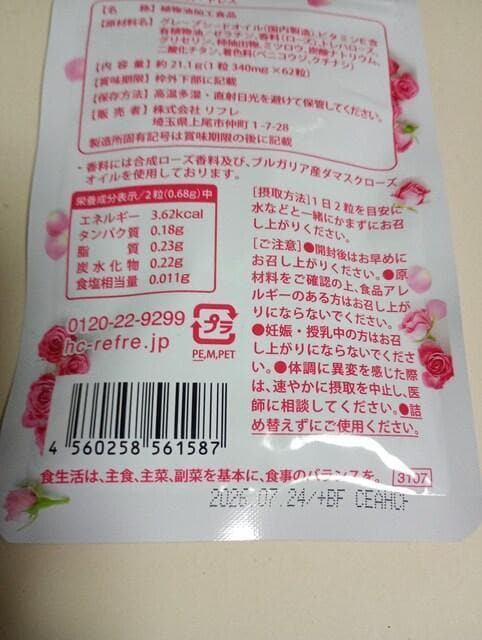 ドレス
【名 称】植物油加工食品
【原材料名】グレープシードオイル(国内製造)、ビタミンE含
有植物油/ゼラチン、香料(ローズ)、トレハロース、
グリセリン、柿抽出物、ミツロウ、炭酸ナトリウム、
二酸化チタン、着色料(ベニコウジ、クチナシ)
【内 容 量】約21.1g(1粒 340mg×62粒)
【賞味期限】枠外下部に記載
【保存方法】高温多湿・直射日光を避けて保管してください。
【販 売 者】株式会社 リフレ
埼玉県上尾市仲町 1-7-28
製造所固有記号は賞味期限の後に記載
・香料には合成ローズ香料及び、ブルガリア産ダマスクローズ
オイルを使用しております。
栄養成分表示/2粒(0.68g)中
エネルギー 3.62kcal
タンパク質 0.18g
脂 質 0.23g
炭水化物 0.22g
食塩相当量 0.011g
[摂取方法]1日2粒を目安に
水などと一緒にかまずにお召
し上がりください。
[ご注意]●開封後はお早めに
お召し上がりください。●原
材料をご確認の上、食品アレ
ルギーのある方はお召し上が
りにならないでください。
●妊娠・授乳中の方はお召
し上がりにならないでくださ
い。●体調に異変を感じた際
は、速やかに摂取を中止し、医
師に相談してください。●詰
め替えずにご使用ください。
0120-22-9299
hc-refre.jp
プラ
PE,M,PET
4 560258 561587
食生活は、主食、主菜、副菜を基本に、食事のバランスを。 3107
2026.07.24/+BF CEAHCF